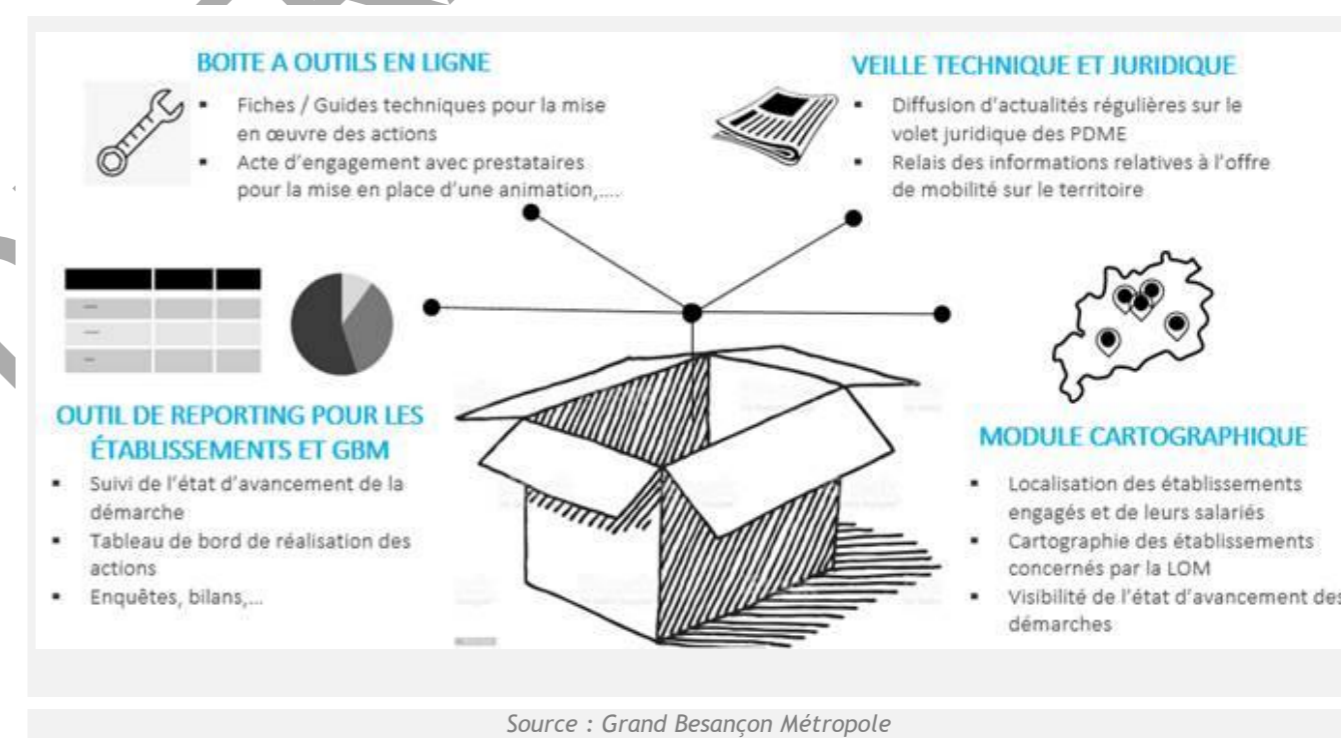 BOITE A OUTILS EN LIGNE
▪ Fiches / Guides techniques pour la mise
en œuvre des actions
▪ Acte d'engagement avec prestataires
pour la mise en place d'une animation,....
VEILLE TECHNIQUE ET JURIDIQUE
▪ Diffusion d'actualités régulières sur le
volet juridique des PDME
▪ Relais des informations relatives à l'offre
de mobilité sur le territoire
OUTIL DE REPORTING POUR LES
ÉTABLISSEMENTS ET GBM
▪ Suivi de l'état d'avancement de la
démarche
▪ Tableau de bord de réalisation des
actions
▪ Enquêtes, bilans,...
MODULE CARTOGRAPHIQUE
▪ Localisation des établissements
engagés et de leurs salariés
▪ Cartographie des établissements
concernés par la LOM
▪ Visibilité de l'état d'avancement des
démarches
Source : Grand Besançon Métropole